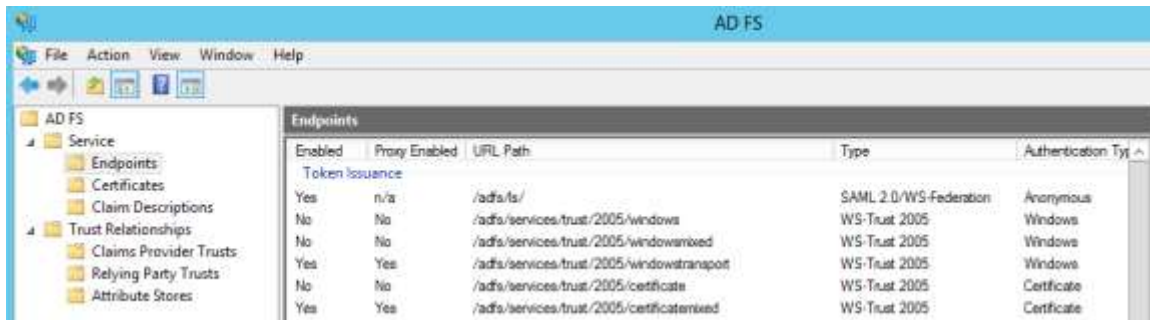 AD FS
File Action View Window Help
AD FS
Service
Endpoints
Certificates
Claim Descriptions
Trust Relationships
Claims Provider Trusts
Relying Party Trusts
Attribute Stores
Endpoints
Enabled Proxy Enabled URL Path Type Authentication Typ
Token Issuance
Yes n/a /adfs/ls/ SAML 2.0/WS-Federation Anonymous
No No /adfs/services/trust/2005/windows WS-Trust 2005 Windows
No No /adfs/services/trust/2005/windowsmixed WS-Trust 2005 Windows
Yes Yes /adfs/services/trust/2005/windowstransport WS-Trust 2005 Windows
No No /adfs/services/trust/2005/certificate WS-Trust 2005 Certificate
Yes Yes /adfs/services/trust/2005/certificatemixed WS-Trust 2005 Certificate